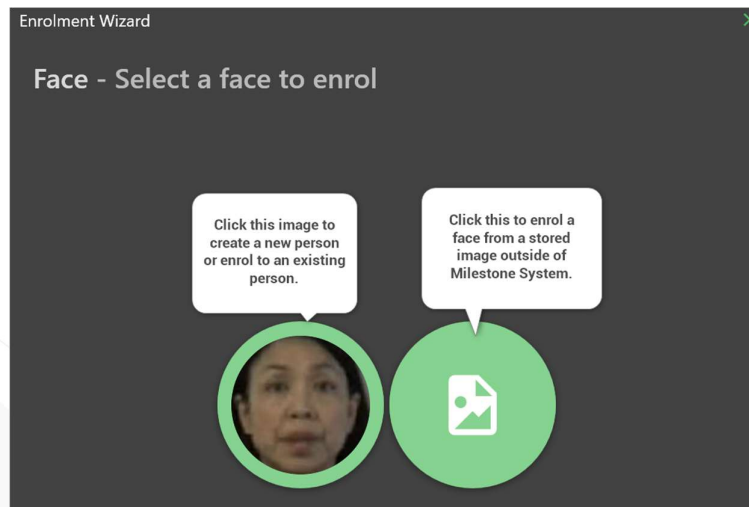 Enrolment Wizard
Face - Select a face to enrol
Click this image to
create a new person
or enrol to an existing
person.
Click this to enrol a
face from a stored
image outside of
Milestone System.